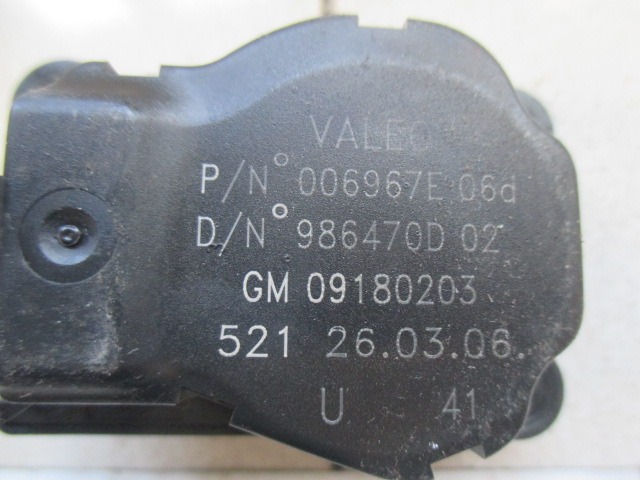 VALEO
P/N° 006967E 06d
D/N° 986470D 02
GM 09180203
521 26.03.06.
U 41